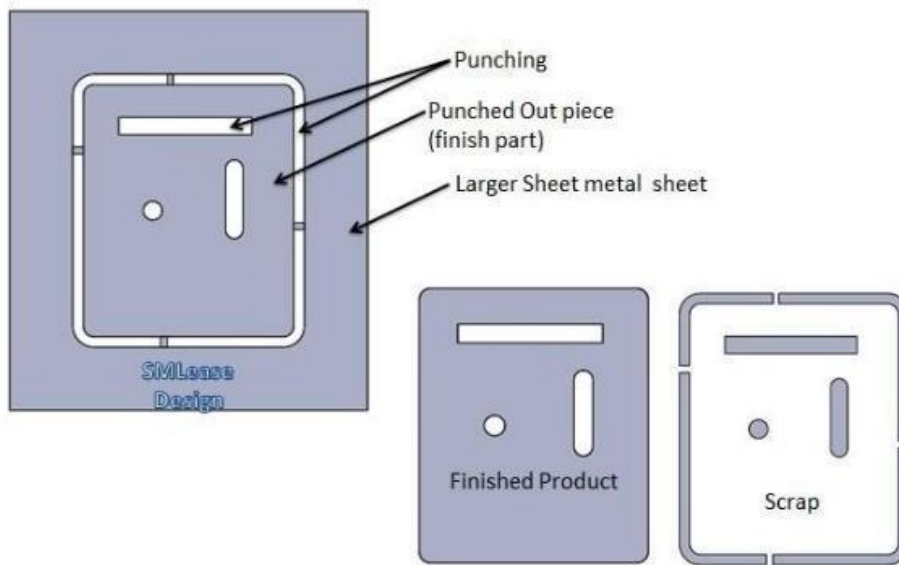 Punching
Punched Out piece
(finish part)
Larger Sheet metal sheet
SMLease
Design
Finished Product
Scrap